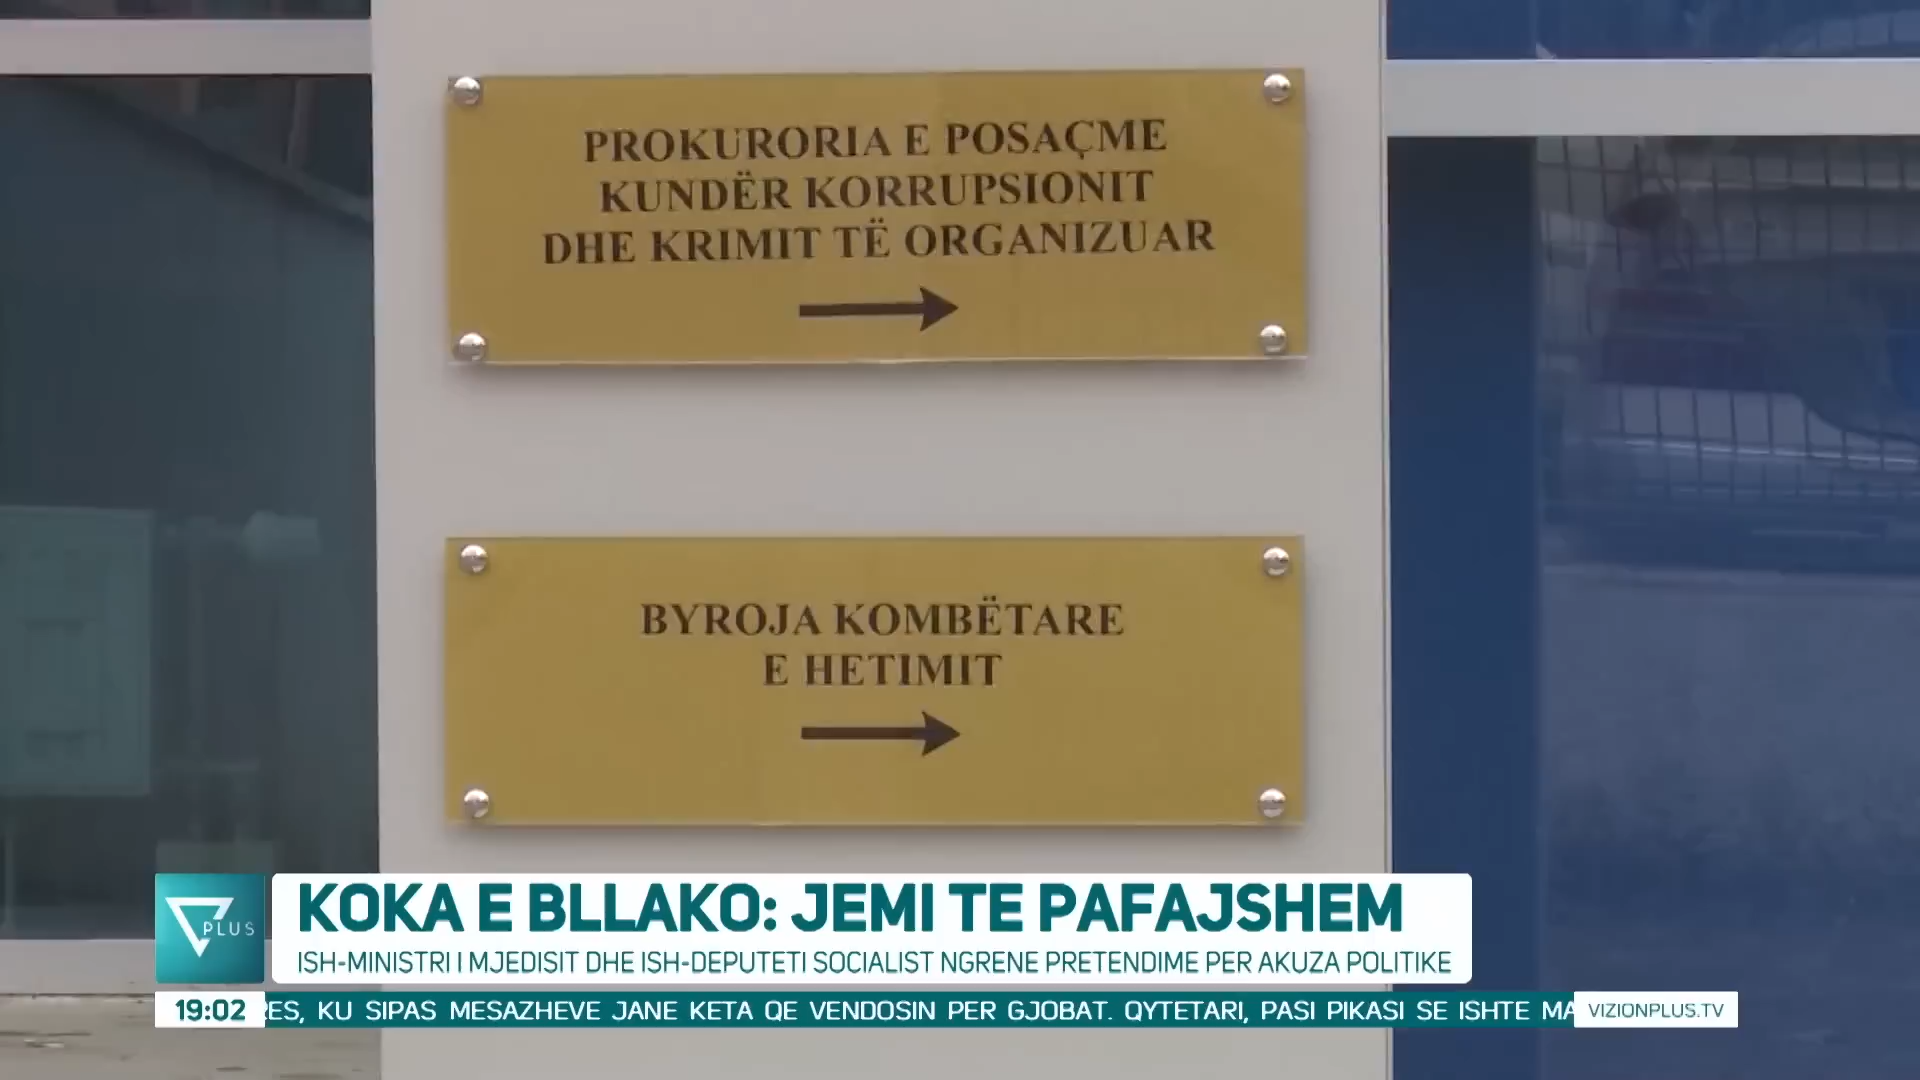 PROKURORIA E POSAÇME
KUNDËR KORRUPSIONIT
DHE KRIMIT TË ORGANIZUAR
BYROJA KOMBËTARE
E HETIMIT
PLUS
KOKA E BLLAKO: JEMI TE PAFAJSHEM
ISH-MINISTRI I MJEDISIT DHE ISH-DEPUTETI SOCIALIST NGRENE PRETENDIME PER AKUZA POLITIKE
19:02
KU SIPAS MESAZHEVE JANE KETA QE VENDOSIN PER GJOBAT. QYTETARI, PASI PIKASI SE ISHTE
VIZIONPLUS.TV